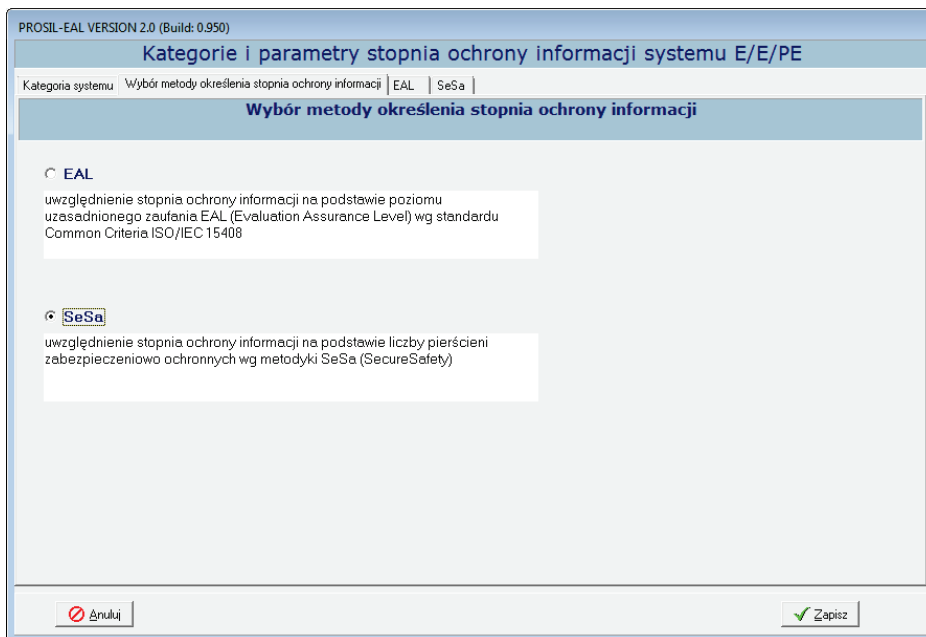 PROSIL-EAL VERSION 2.0 (Build: 0.950)
Kategorie i parametry stopnia ochrony informacji systemu E/E/PE
Kategoria systemu Wybór metody określenia stopnia ochrony informacji EAL SeSa
Wybór metody określenia stopnia ochrony informacji
EAL
uwzględnienie stopnia ochrony informacji na podstawie poziomu
uzasadnionego zaufania EAL (Evaluation Assurance Level) wg standardu
Common Criteria ISO/IEC 15408
SeSa
uwzględnienie stopnia ochrony informacji na podstawie liczby pierścieni
zabezpieczeniowo ochronnych wg metodyki SeSa (SecureSafety)
Anuluj Zapisz